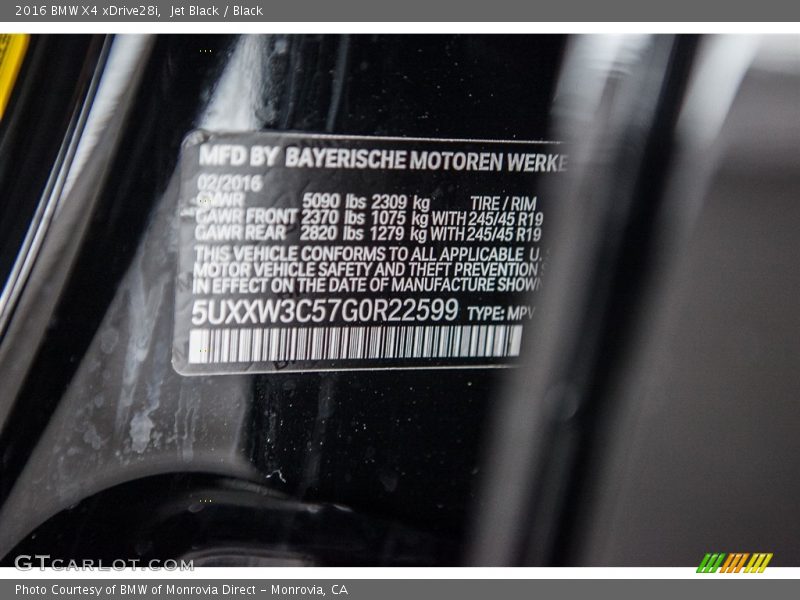 2016 BMW X4 xDrive28i, Jet Black / Black
MFD BY BAYERISCHE MOTOREN WERKE
02/2016
GVWR 5090 lbs 2309 kg TIRE / RIM
GAWR FRONT 2370 lbs 1075 kg WITH 245/45 R19
GAWR REAR 2820 lbs 1279 kg WITH 245/45 R19
THIS VEHICLE CONFORMS TO ALL APPLICABLE U.
MOTOR VEHICLE SAFETY AND THEFT PREVENTION
IN EFFECT ON THE DATE OF MANUFACTURE SHOW
5UXXW3C57G0R22599 TYPE: MPV
GTCARLOT.COM
Photo Courtesy of BMW of Monrovia Direct - Monrovia, CA